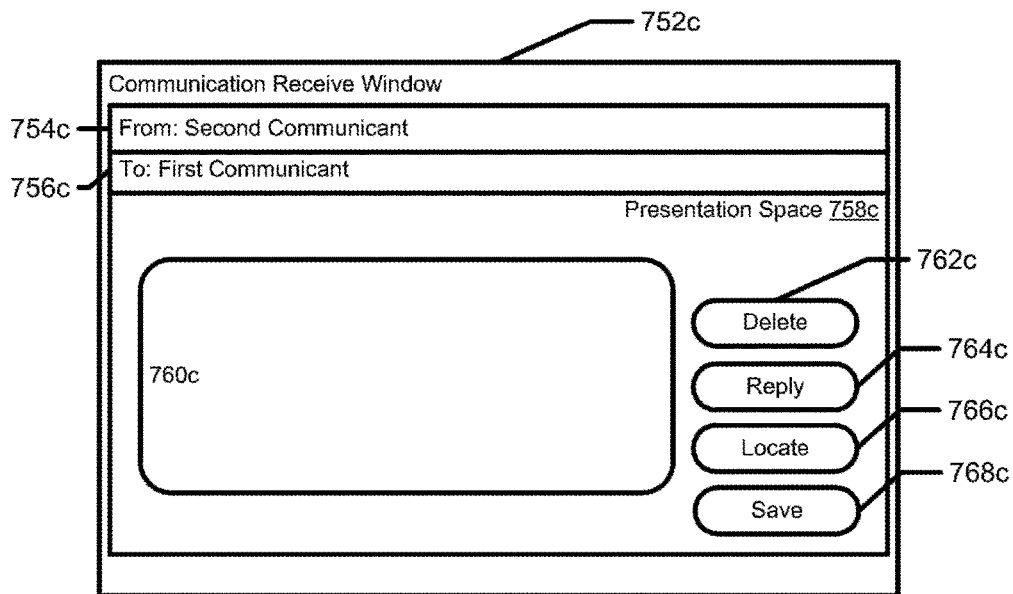 752c
Communication Receive Window
754c
From: Second Communicant
756c
To: First Communicant
Presentation Space 758c
762c
Delete
764c
Reply
760c
766c
Locate
768c
Save